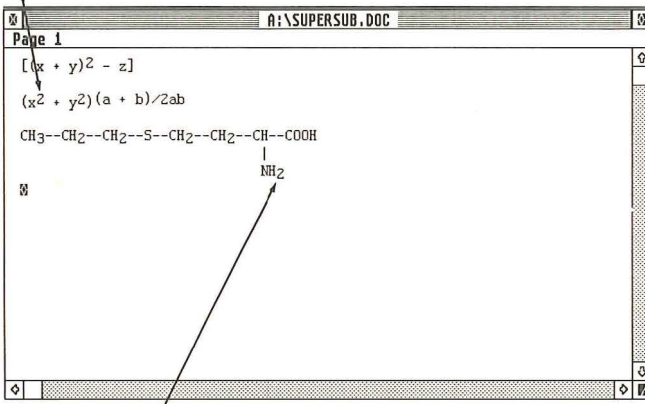 A:\SUPERSUB.DOC
Page 1
[(x + y)² - z]
(x² + y²)(a + b)/2ab
CH₃--CH₂--CH₂--S--CH₂--CH₂--CH--COOH
|
NH₂